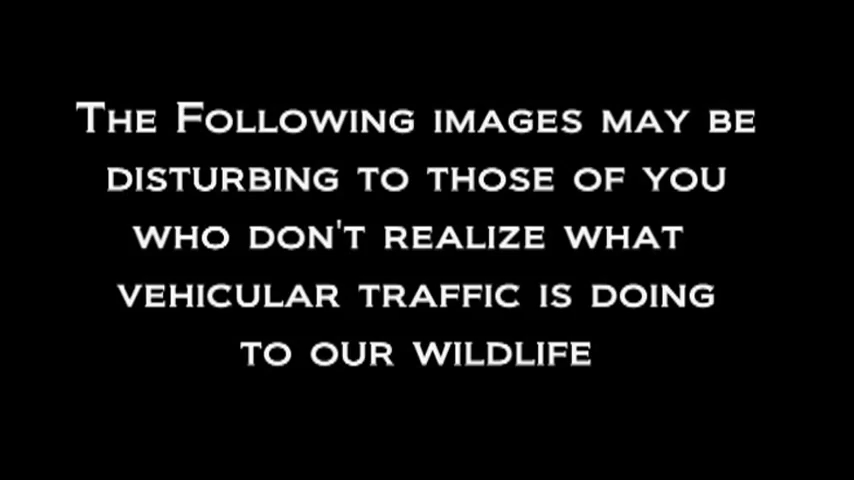 The Following images may be
disturbing to those of you
who don't realize what
vehicular traffic is doing
to our wildlife